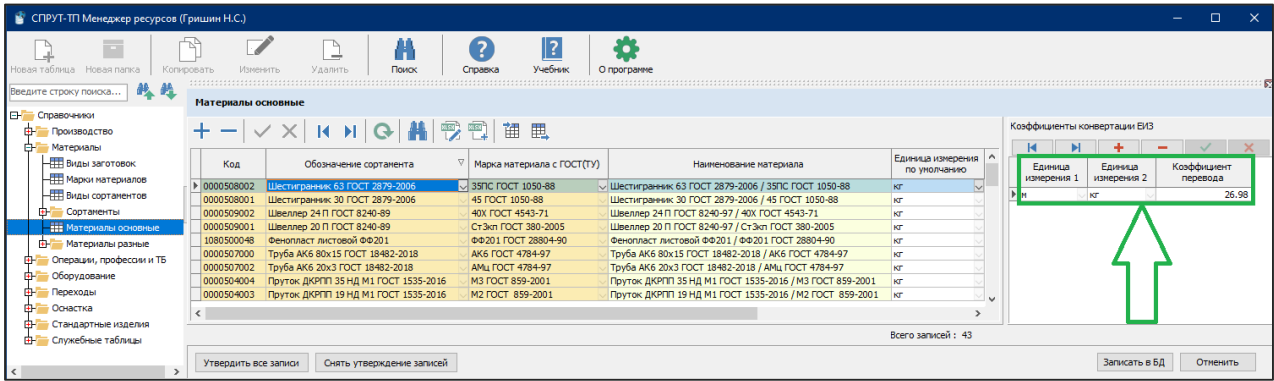 СПРУТ-ТП Менеджер ресурсов (Гришин Н.С.)
Новая таблица Новая папка Копировать Изменить Удалить Поиск Справка Учебник О программе
Введите строку поиска...
Справочники
Производство
Материалы
Виды заготовок
Марки материалов
Виды сортаментов
Сортаменты
Материалы основные
Материалы разные
Операции, профессии и ТБ
Оборудование
Переходы
Оснастка
Стандартные изделия
Служебные таблицы
Материалы основные
Код Обозначение сортамента Марка материала с ГОСТ(ТУ) Наименование материала Единица измерения по умолчанию
0000508002 Шестигранник 63 ГОСТ 2879-2006 35ПС ГОСТ 1050-88 Шестигранник 63 ГОСТ 2879-2006 / 35ПС ГОСТ 1050-88 кг
0000508001 Шестигранник 30 ГОСТ 2879-2006 45 ГОСТ 1050-88 Шестигранник 30 ГОСТ 2879-2006 / 45 ГОСТ 1050-88 кг
0000509002 Швеллер 24 П ГОСТ 8240-89 40Х ГОСТ 4543-71 Швеллер 24 П ГОСТ 8240-97 / 40Х ГОСТ 4543-71 кг
0000509001 Швеллер 20 П ГОСТ 8240-89 Ст3кп ГОСТ 380-2005 Швеллер 20 П ГОСТ 8240-97 / Ст3кп ГОСТ 380-2005 кг
1080500048 Фенопласт листовой ФФ201 ФФ201 ГОСТ 28804-90 Фенопласт листовой ФФ201 / ФФ201 ГОСТ 28804-90 кг
0000507000 Труба АК6 80х15 ГОСТ 18482-2018 АК6 ГОСТ 4784-97 Труба АК6 80х15 ГОСТ 18482-2018 / АК6 ГОСТ 4784-97 кг
0000507002 Труба АК6 20х3 ГОСТ 18482-2018 АМц ГОСТ 4784-97 Труба АК6 20х3 ГОСТ 18482-2018 / АМц ГОСТ 4784-97 кг
0000504004 Пруток ДКРПП 35 НД М1 ГОСТ 1535-2016 М3 ГОСТ 859-2001 Пруток ДКРПП 35 НД М1 ГОСТ 1535-2016 / М3 ГОСТ 859-2001 кг
0000504003 Пруток ДКРПП 19 НД М1 ГОСТ 1535-2016 М2 ГОСТ 859-2001 Пруток ДКРПП 19 НД М1 ГОСТ 1535-2016 / М2 ГОСТ 859-2001 кг
Всего записей : 43
Утвердить все записи Снять утверждение записей
Коэффициенты конвертации ЕИЗ
Единица измерения 1 Единица измерения 2 Коэффициент перевода
м кг 26.98
Записать в БД Отменить